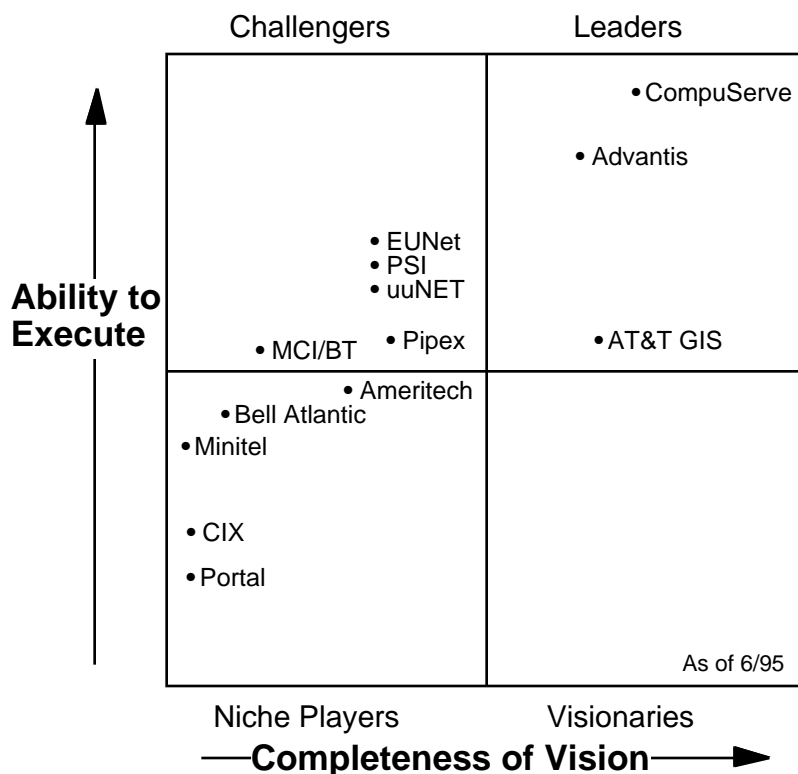 Challengers
Leaders
CompuServe
Advantis
EUNet
PSI
uuNET
Ability to
Execute
Pipex
AT&T GIS
MCI/BT
Ameritech
Bell Atlantic
Minitel
CIX
Portal
As of 6/95
Niche Players
Visionaries
Completeness of Vision